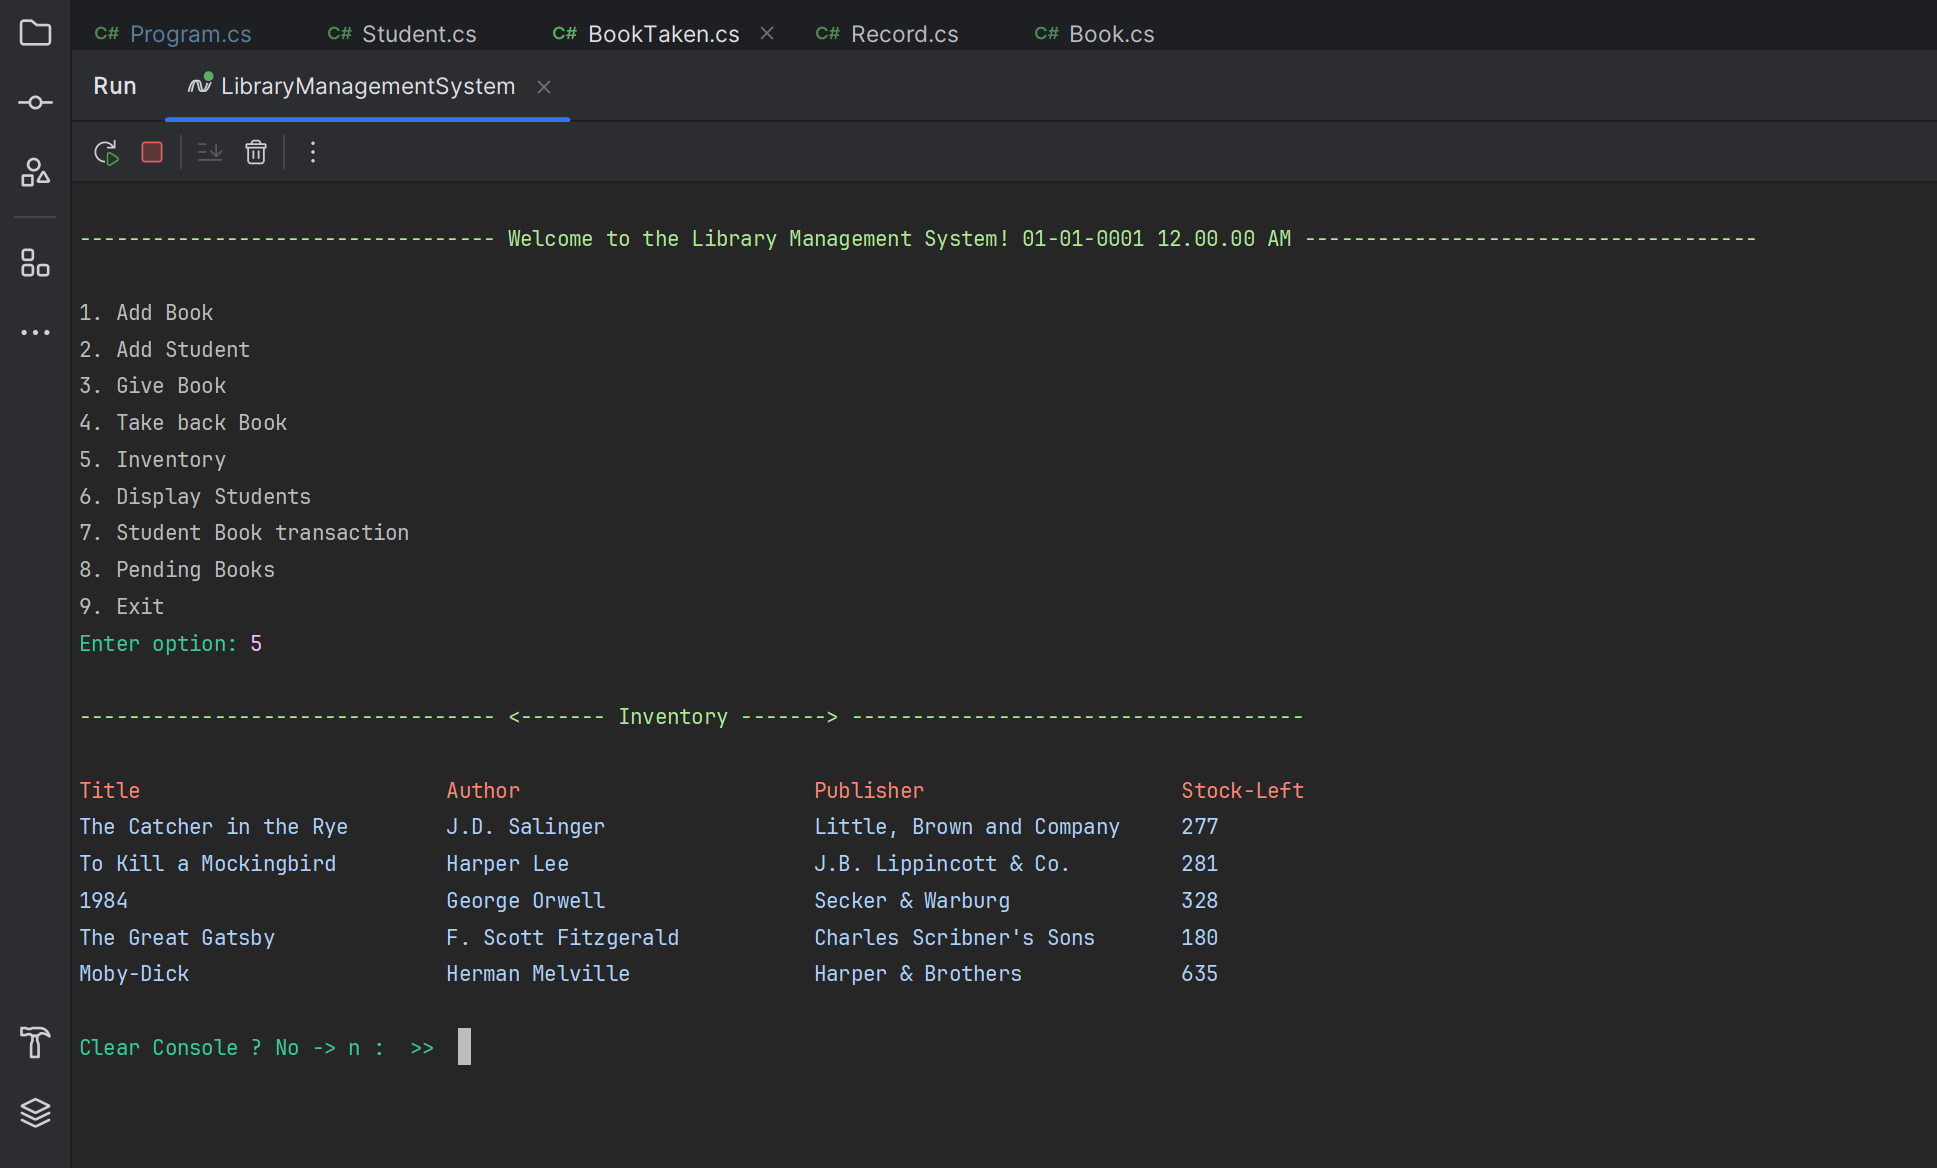 C# Program.cs C# Student.cs C# BookTaken.cs C# Record.cs C# Book.cs
Run LibraryManagementSystem
---------------------------------- Welcome to the Library Management System! 01-01-0001 12.00.00 AM -------------------------------------
1. Add Book
2. Add Student
3. Give Book
4. Take back Book
5. Inventory
6. Display Students
7. Student Book transaction
8. Pending Books
9. Exit
Enter option: 5
---------------------------------- <------- Inventory -------> -------------------------------------
Title Author Publisher Stock-Left
The Catcher in the Rye J.D. Salinger Little, Brown and Company 277
To Kill a Mockingbird Harper Lee J.B. Lippincott & Co. 281
1984 George Orwell Secker & Warburg 328
The Great Gatsby F. Scott Fitzgerald Charles Scribner's Sons 180
Moby-Dick Herman Melville Harper & Brothers 635
Clear Console ? No -> n :  >>